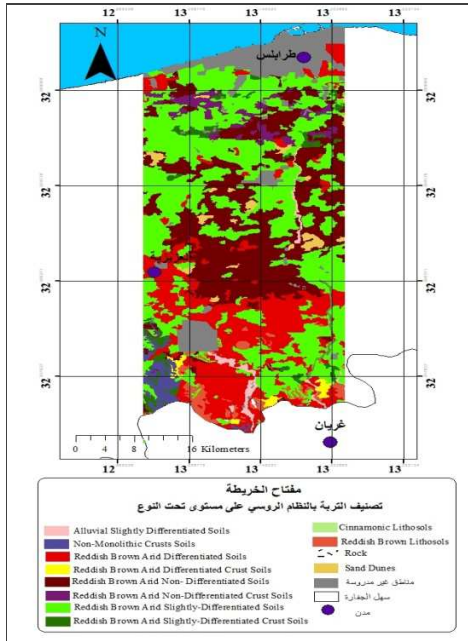 12 13 13 13 13
N
طرابلس
32 32
32 32
32 32
32 32
غريان
0 4 8 16 Kilometers
12 13 13 13 13
مفتاح الخريطة
تصنيف التربة بالنظام الروسي على مستوى تحت النوع
Alluvial Slightly Differentiated Soils
Non-Monolithic Crusts Soils
Reddish Brown Arid Differentiated Soils
Reddish Brown Arid Differentiated Crust Soils
Reddish Brown Arid Non- Differentiated Soils
Reddish Brown Arid Non-Differentiated Crust Soils
Reddish Brown Arid Slightly-Differentiated Soils
Reddish Brown Arid Slightly-Differentiated Crust Soils
Cinnamonic Lithosols
Reddish Brown Lithosols
Rock
Sand Dunes
مناطق غير مدروسة
سهل الجفارة
مدن